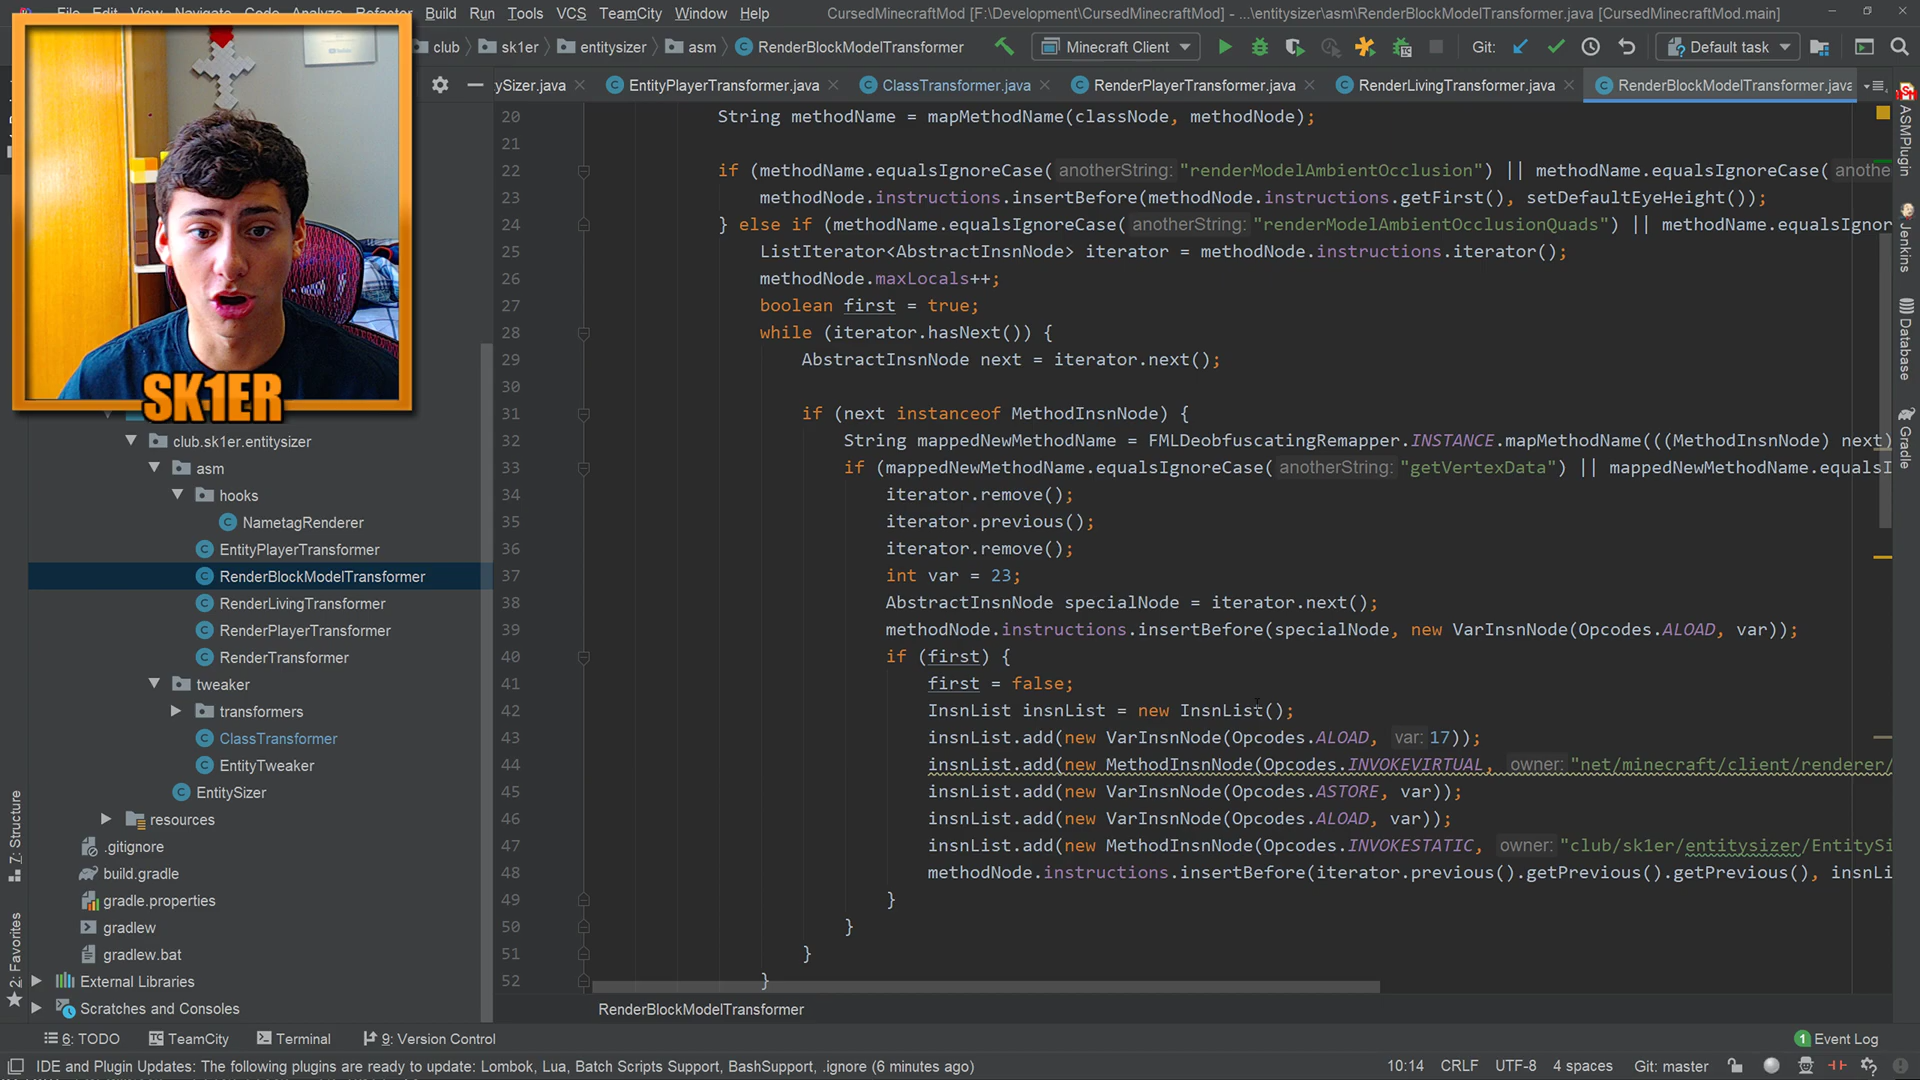 Build Run Tools VCS TeamCity Window Help CursedMinecraftMod [F:\Development\CursedMinecraftMod] - ...\entitysizer\asm\RenderBlockModelTransformer.java [CursedMinecraftMod.main]
club sk1er entitysizer asm RenderBlockModelTransformer Minecraft Client Git: Default task
ySizer.java EntityPlayerTransformer.java ClassTransformer.java RenderPlayerTransformer.java RenderLivingTransformer.java RenderBlockModelTransformer.java
SK1ER
club.sk1er.entitysizer
asm
hooks
NametagRenderer
EntityPlayerTransformer
RenderBlockModelTransformer
RenderLivingTransformer
RenderPlayerTransformer
RenderTransformer
tweaker
transformers
ClassTransformer
EntityTweaker
EntitySizer
resources
.gitignore
build.gradle
gradle.properties
gradlew
gradlew.bat
External Libraries
Scratches and Consoles
7: Structure
2: Favorites
20 String methodName = mapMethodName(classNode, methodNode);
21
22 if (methodName.equalsIgnoreCase( anotherString: "renderModelAmbientOcclusion") || methodName.equalsIgnoreCase( anothe
23 methodNode.instructions.insertBefore(methodNode.instructions.getFirst(), setDefaultEyeHeight());
24 } else if (methodName.equalsIgnoreCase( anotherString: "renderModelAmbientOcclusionQuads") || methodName.equalsIgnor
25 ListIterator<AbstractInsnNode> iterator = methodNode.instructions.iterator();
26 methodNode.maxLocals++;
27 boolean first = true;
28 while (iterator.hasNext()) {
29 AbstractInsnNode next = iterator.next();
30
31 if (next instanceof MethodInsnNode) {
32 String mappedNewMethodName = FMLDeobfuscatingRemapper.INSTANCE.mapMethodName(((MethodInsnNode) next)
33 if (mappedNewMethodName.equalsIgnoreCase( anotherString: "getVertexData") || mappedNewMethodName.equalsI
34 iterator.remove();
35 iterator.previous();
36 iterator.remove();
37 int var = 23;
38 AbstractInsnNode specialNode = iterator.next();
39 methodNode.instructions.insertBefore(specialNode, new VarInsnNode(Opcodes.ALOAD, var));
40 if (first) {
41 first = false;
42 InsnList insnList = new InsnList();
43 insnList.add(new VarInsnNode(Opcodes.ALOAD, var: 17));
44 insnList.add(new MethodInsnNode(Opcodes.INVOKEVIRTUAL, owner: "net/minecraft/client/renderer/
45 insnList.add(new VarInsnNode(Opcodes.ASTORE, var));
46 insnList.add(new VarInsnNode(Opcodes.ALOAD, var));
47 insnList.add(new MethodInsnNode(Opcodes.INVOKESTATIC, owner: "club/sk1er/entitysizer/EntitySi
48 methodNode.instructions.insertBefore(iterator.previous().getPrevious().getPrevious(), insnLi
49 }
50 }
51 }
52 }
RenderBlockModelTransformer
ASMPlugin
Jenkins
Database
Gradle
6: TODO TeamCity Terminal 9: Version Control 1 Event Log
IDE and Plugin Updates: The following plugins are ready to update: Lombok, Lua, Batch Scripts Support, BashSupport, .ignore (6 minutes ago) 10:14 CRLF UTF-8 4 spaces Git: master